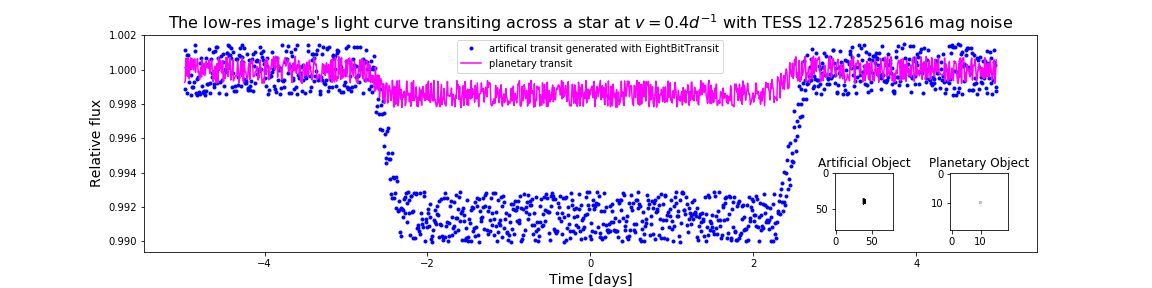 The low-res image's light curve transiting across a star at v = 0.4d⁻¹ with TESS 12.728525616 mag noise
artifical transit generated with EightBitTransit
planetary transit
1.002
1.000
0.998
0.996
0.994
0.992
0.990
Relative flux
Artificial Object
0
50
0
50
Planetary Object
0
10
0
10
−4
−2
0
2
4
Time [days]